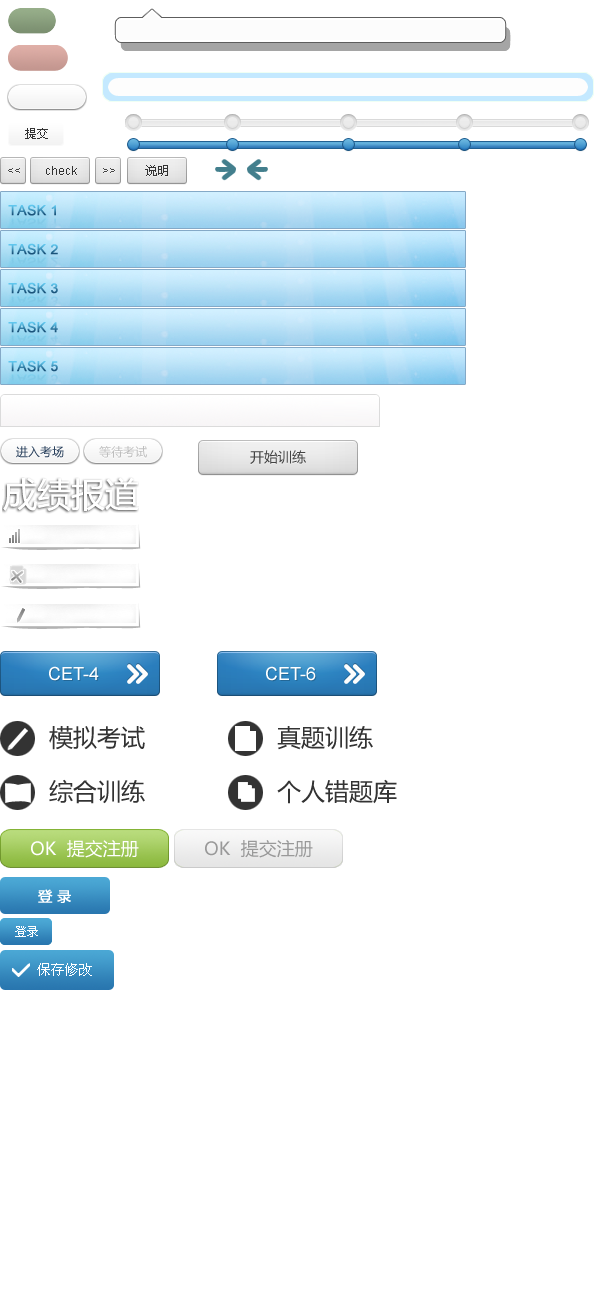 提交
<< check >> 说明
TASK 1
TASK 2
TASK 3
TASK 4
TASK 5
进入考场 等待考试 开始训练
成绩报道
CET-4 CET-6
模拟考试 真题训练
综合训练 个人错题库
OK 提交注册 OK 提交注册
登 录
登录
保存修改